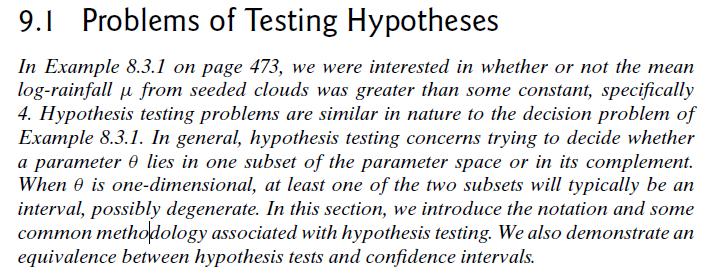 9.1 Problems of Testing Hypotheses
In Example 8.3.1 on page 473, we were interested in whether or not the mean
log-rainfall μ from seeded clouds was greater than some constant, specifically
4. Hypothesis testing problems are similar in nature to the decision problem of
Example 8.3.1. In general, hypothesis testing concerns trying to decide whether
a parameter θ lies in one subset of the parameter space or in its complement.
When θ is one-dimensional, at least one of the two subsets will typically be an
interval, possibly degenerate. In this section, we introduce the notation and some
common methodology associated with hypothesis testing. We also demonstrate an
equivalence between hypothesis tests and confidence intervals.